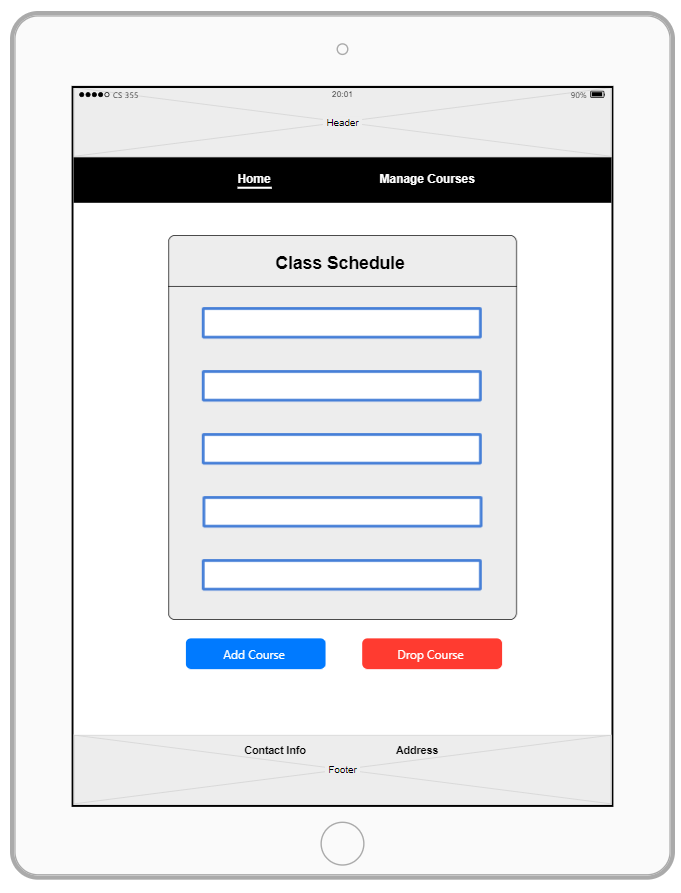 CS 355 20:01 90%
Header
Home Manage Courses
Class Schedule
Add Course Drop Course
Contact Info Address
Footer